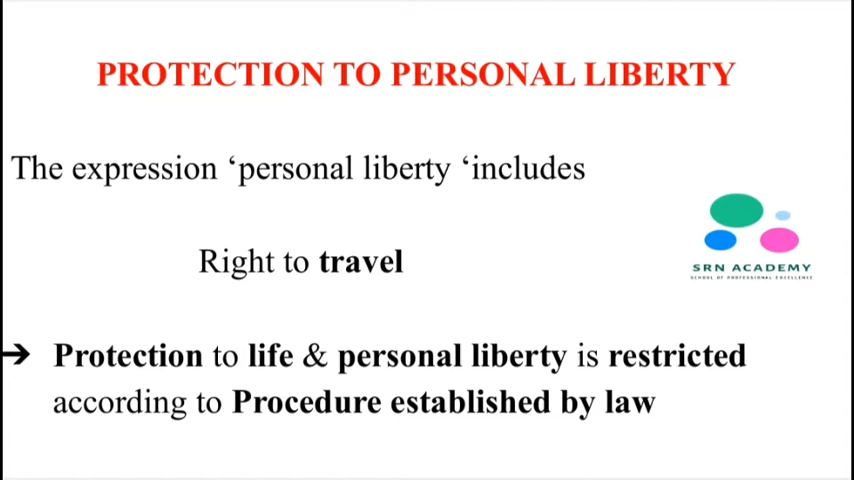 PROTECTION TO PERSONAL LIBERTY
The expression ‘personal liberty ‘includes
Right to travel
SRN ACADEMY
SCHOOL OF PROFESSIONAL EXCELLENCE
➔ Protection to life & personal liberty is restricted
according to Procedure established by law